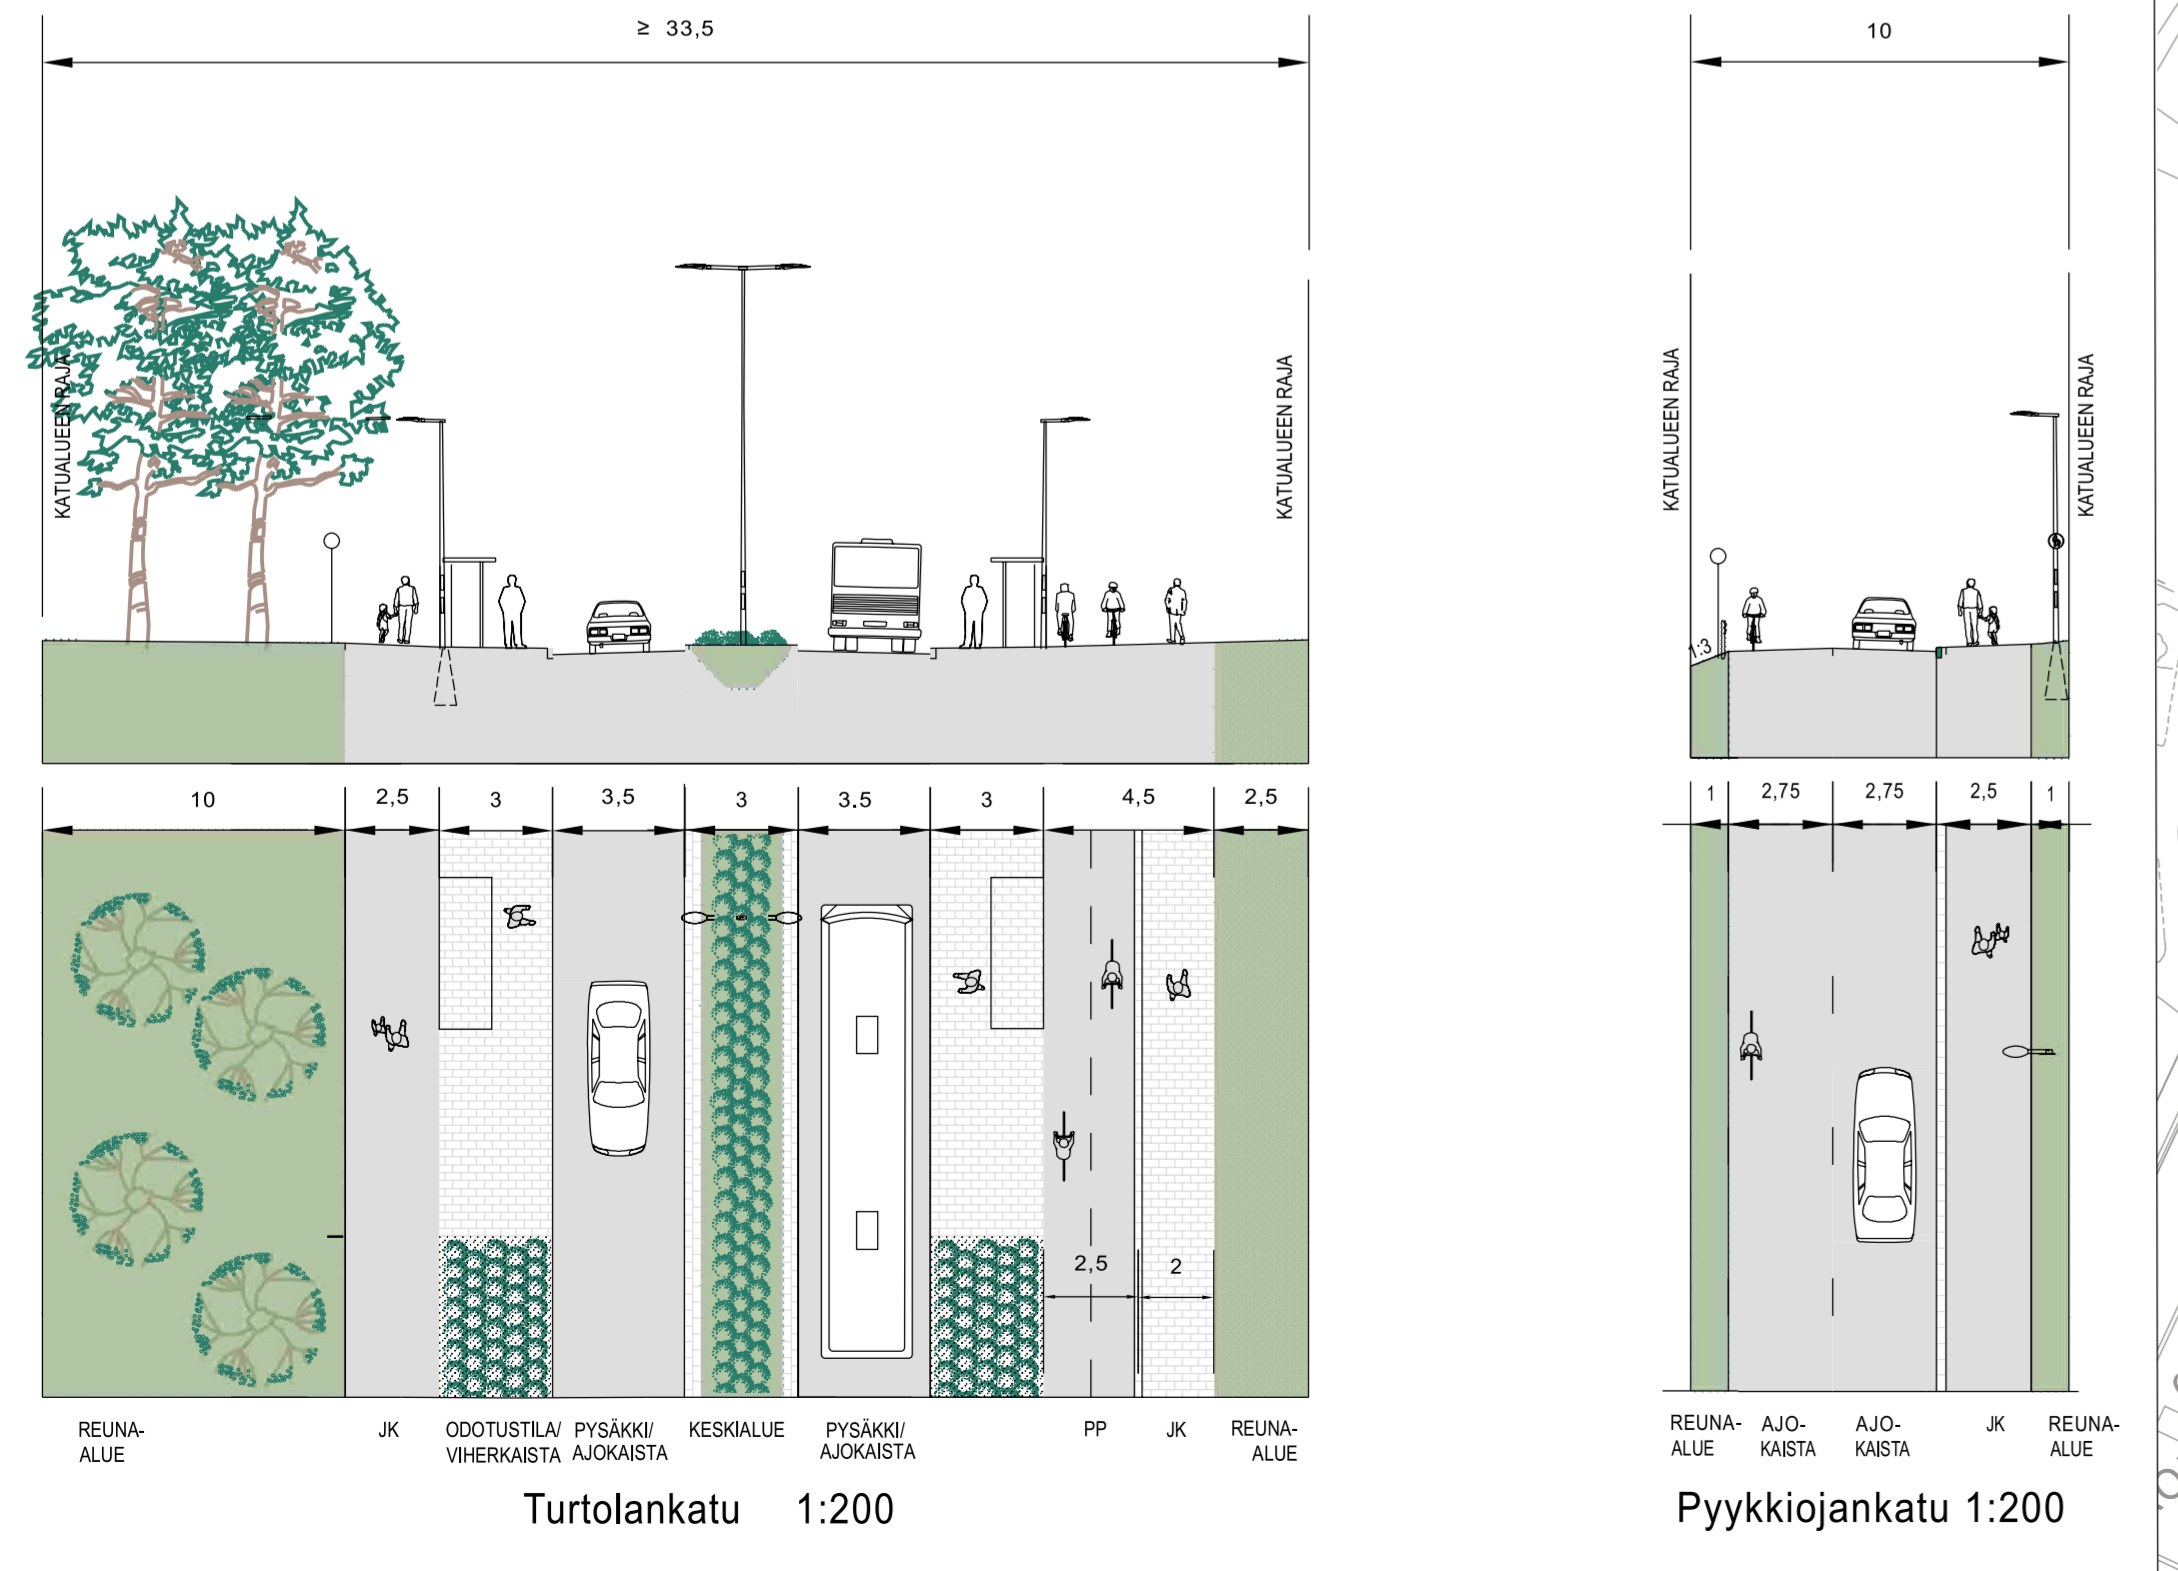 ≥ 33,5
10
KATUALUEEN RAJA
KATUALUEEN RAJA
KATUALUEEN RAJA
KATUALUEEN RAJA
1:3
10
2,5
3
3,5
3
3.5
3
4,5
2,5
1
2,75
2,75
2,5
1
2,5
2
REUNA-
ALUE
JK
ODOTUSTILA/
VIHERKAISTA
PYSÄKKI/
AJOKAISTA
KESKIALUE
PYSÄKKI/
AJOKAISTA
PP
JK
REUNA-
ALUE
REUNA-
ALUE
AJO-
KAISTA
AJO-
KAISTA
JK
REUNA-
ALUE
Turtolankatu 1:200
Pyykkiojankatu 1:200